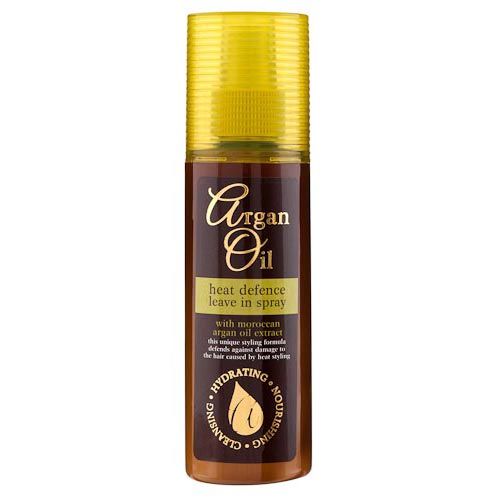 Argan
Oil
heat defence
leave in spray
with moroccan
argan oil extract
this unique styling formula
defends against damage to
the hair caused by heat styling
CLEANSING • HYDRATING • NOURISHING •